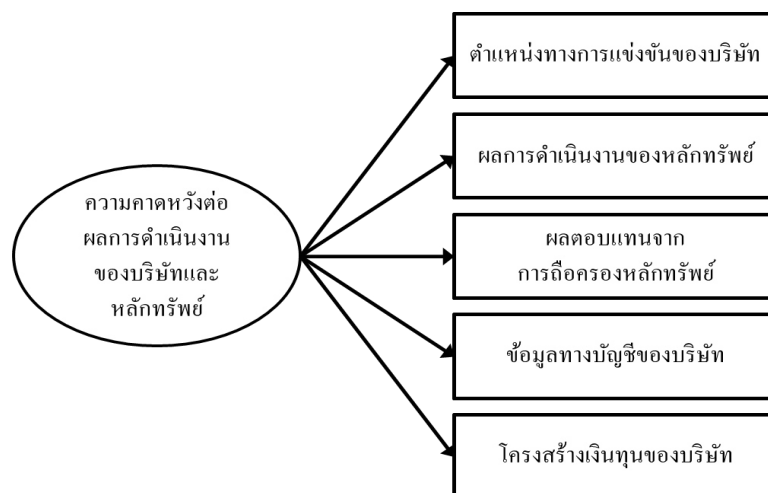 ความคาดหวังต่อ
ผลการดำเนินงาน
ของบริษัทและ
หลักทรัพย์
ตำแหน่งทางการแข่งขันของบริษัท
ผลการดำเนินงานของหลักทรัพย์
ผลตอบแทนจาก
การถือครองหลักทรัพย์
ข้อมูลทางบัญชีของบริษัท
โครงสร้างเงินทุนของบริษัท